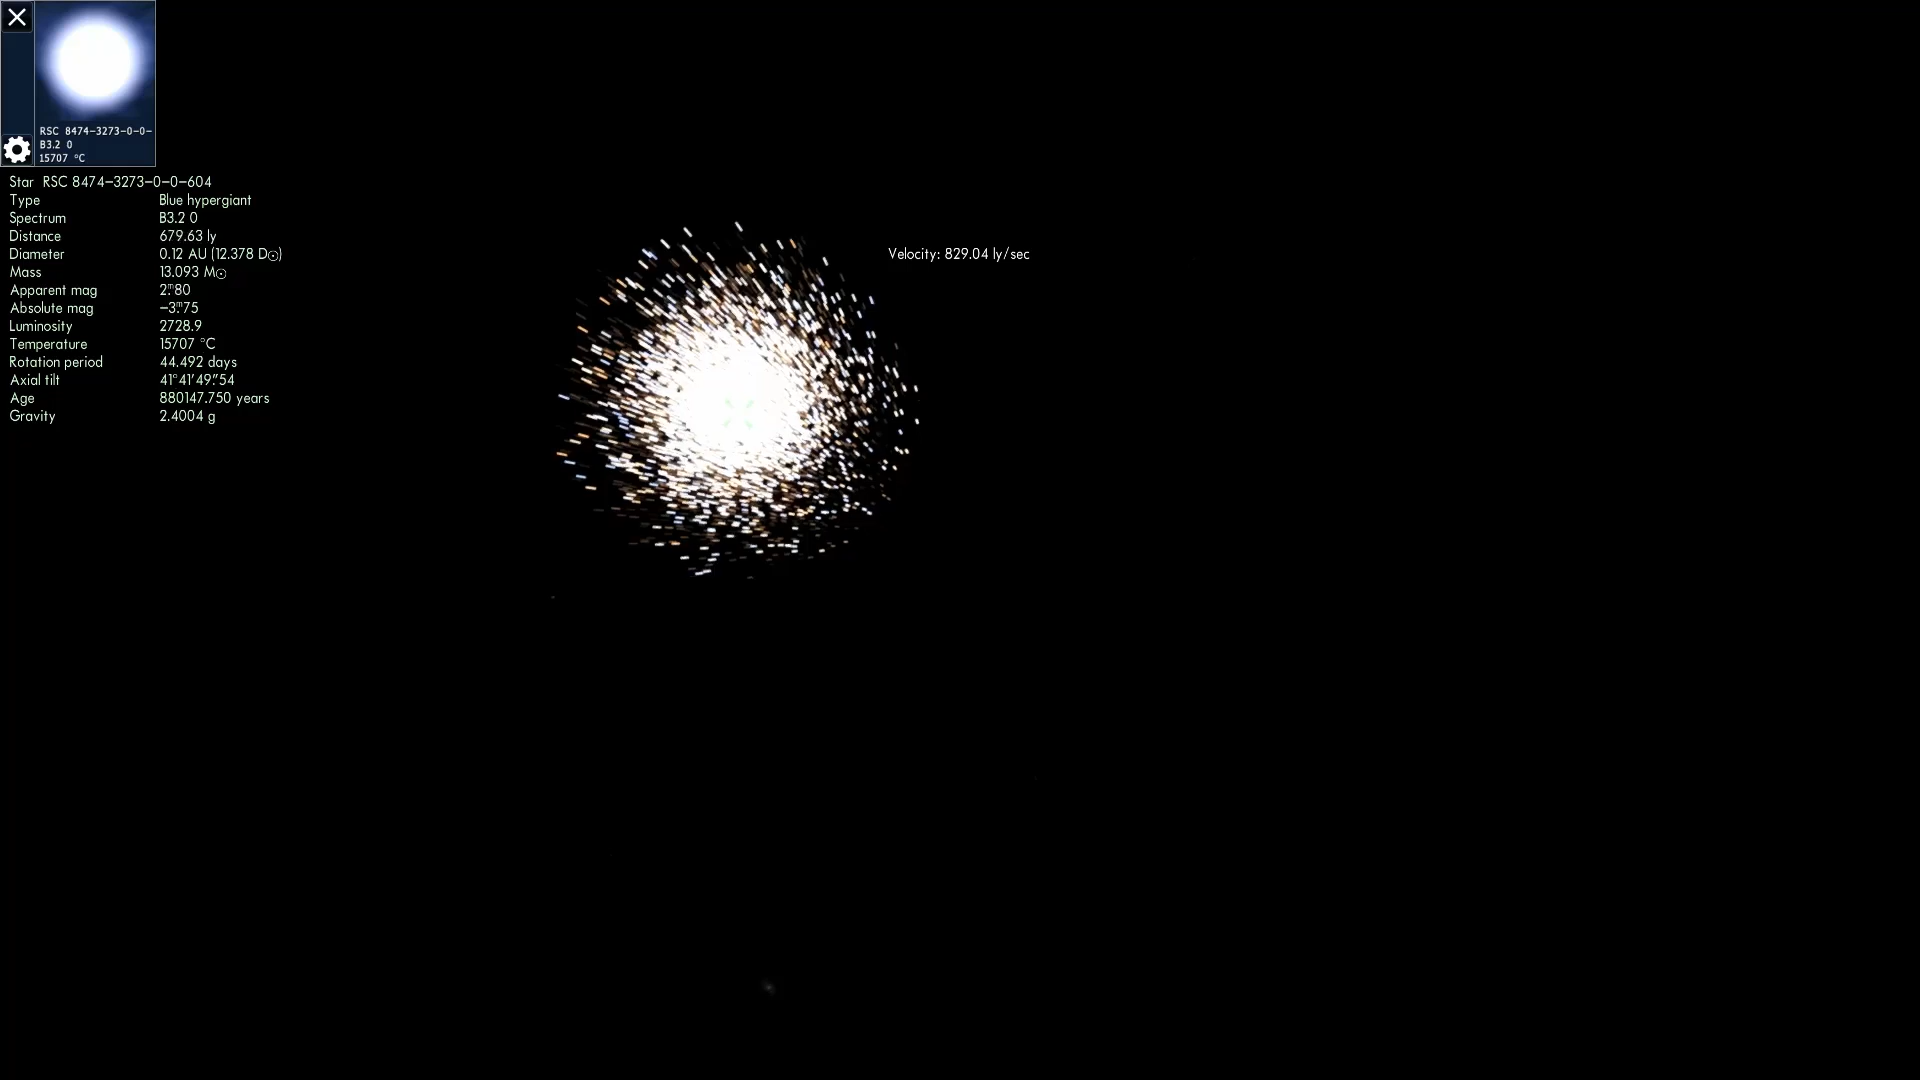 RSC 8474-3273-0-0-
B3.2 0
15707 °C
Star RSC 8474-3273-0-0-604
Type Blue hypergiant
Spectrum B3.2 0
Distance 679.63 ly
Diameter 0.12 AU (12.378 D☉)
Mass 13.093 M☉
Apparent mag 2ᵐ.80
Absolute mag -3ᵐ.75
Luminosity 2728.9
Temperature 15707 °C
Rotation period 44.492 days
Axial tilt 41°41'49."54
Age 880147.750 years
Gravity 2.4004 g
Velocity: 829.04 ly/sec